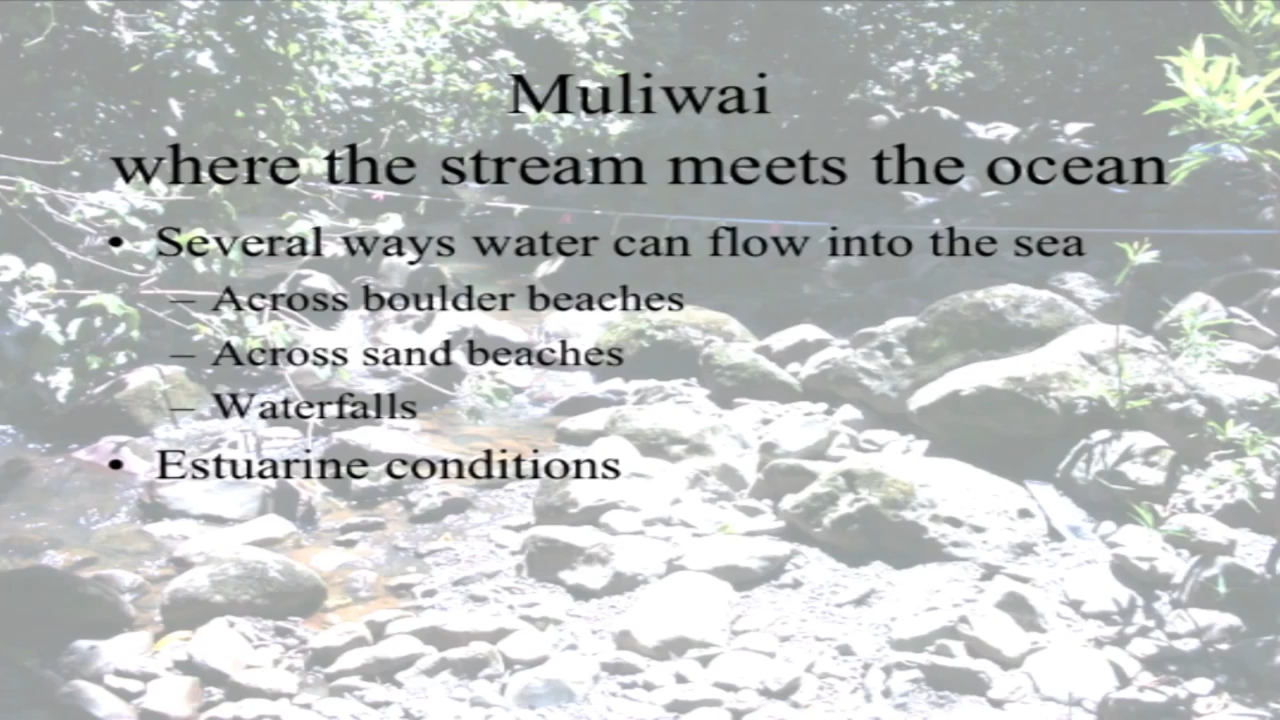 Muliwai
where the stream meets the ocean
• Several ways water can flow into the sea
– Across boulder beaches
– Across sand beaches
– Waterfalls
• Estuarine conditions